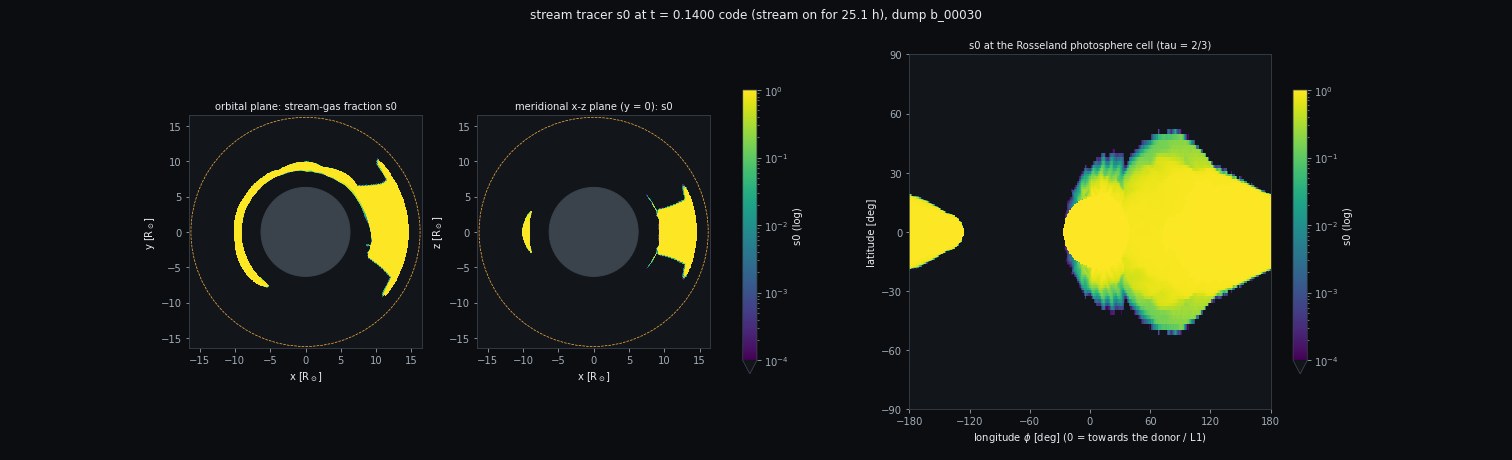 stream tracer s0 at t = 0.1400 code (stream on for 25.1 h), dump b_00030
orbital plane: stream-gas fraction s0
15
10
5
0
−5
−10
−15
y [R☉]
−15 −10 −5 0 5 10 15
x [R☉]
meridional x-z plane (y = 0): s0
15
10
5
0
−5
−10
−15
z [R☉]
−15 −10 −5 0 5 10 15
x [R☉]
10⁰
10⁻¹
10⁻²
10⁻³
10⁻⁴
s0 (log)
s0 at the Rosseland photosphere cell (tau = 2/3)
90
60
30
0
−30
−60
−90
latitude [deg]
−180 −120 −60 0 60 120 180
longitude ϕ [deg] (0 = towards the donor / L1)
10⁰
10⁻¹
10⁻²
10⁻³
10⁻⁴
s0 (log)